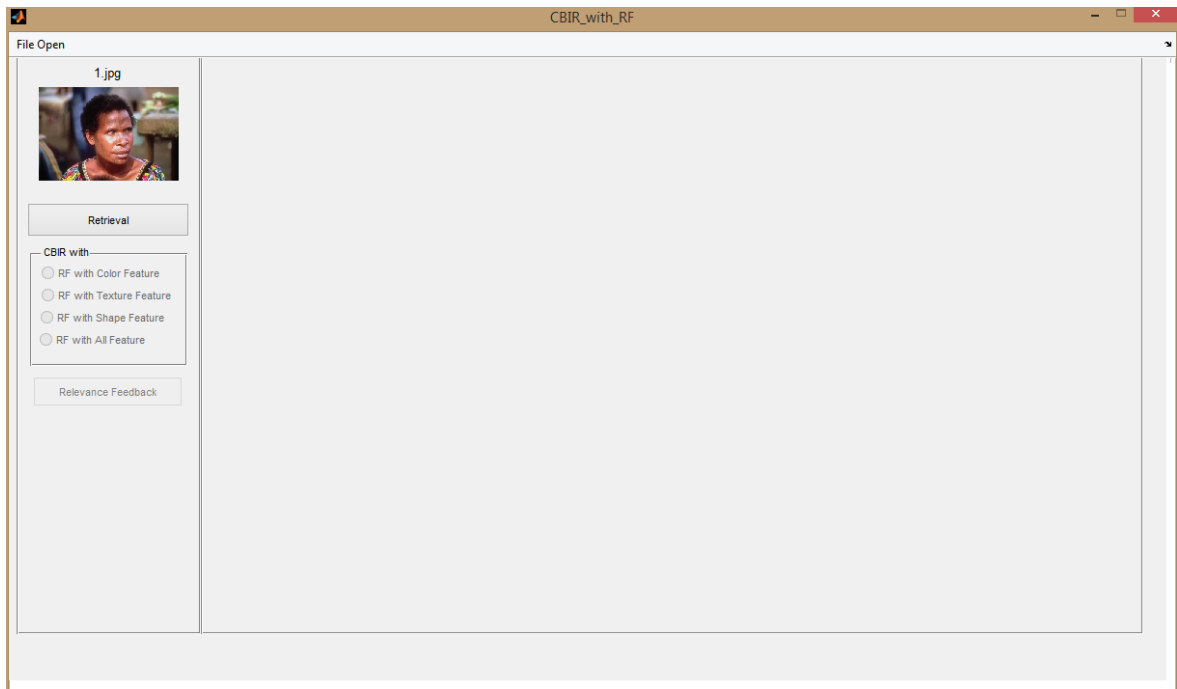 CBIR_with_RF
File Open
1.jpg
Retrieval
CBIR with
RF with Color Feature
RF with Texture Feature
RF with Shape Feature
RF with All Feature
Relevance Feedback